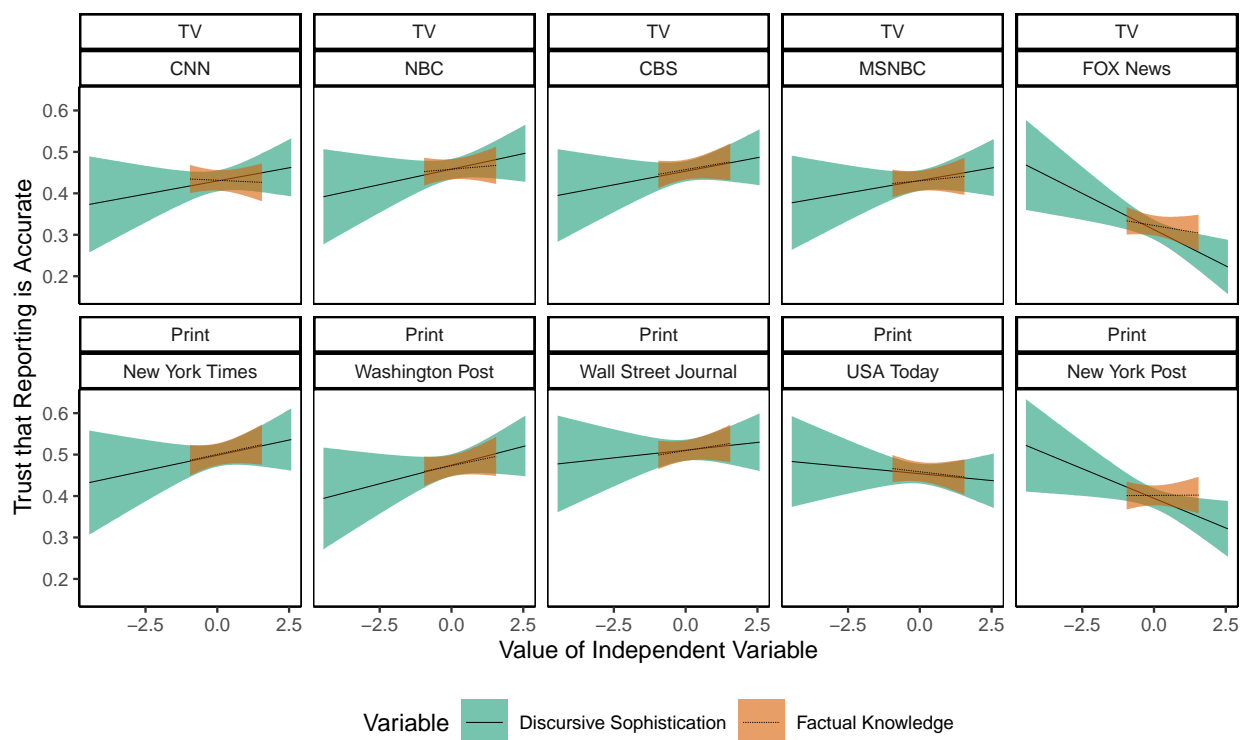 TV TV TV TV TV
CNN NBC CBS MSNBC FOX News
0.6
0.5
0.4
0.3
0.2
Print Print Print Print Print
New York Times Washington Post Wall Street Journal USA Today New York Post
0.6
0.5
0.4
0.3
0.2
Trust that Reporting is Accurate
−2.5 0.0 2.5 −2.5 0.0 2.5 −2.5 0.0 2.5 −2.5 0.0 2.5 −2.5 0.0 2.5
Value of Independent Variable
Variable Discursive Sophistication Factual Knowledge